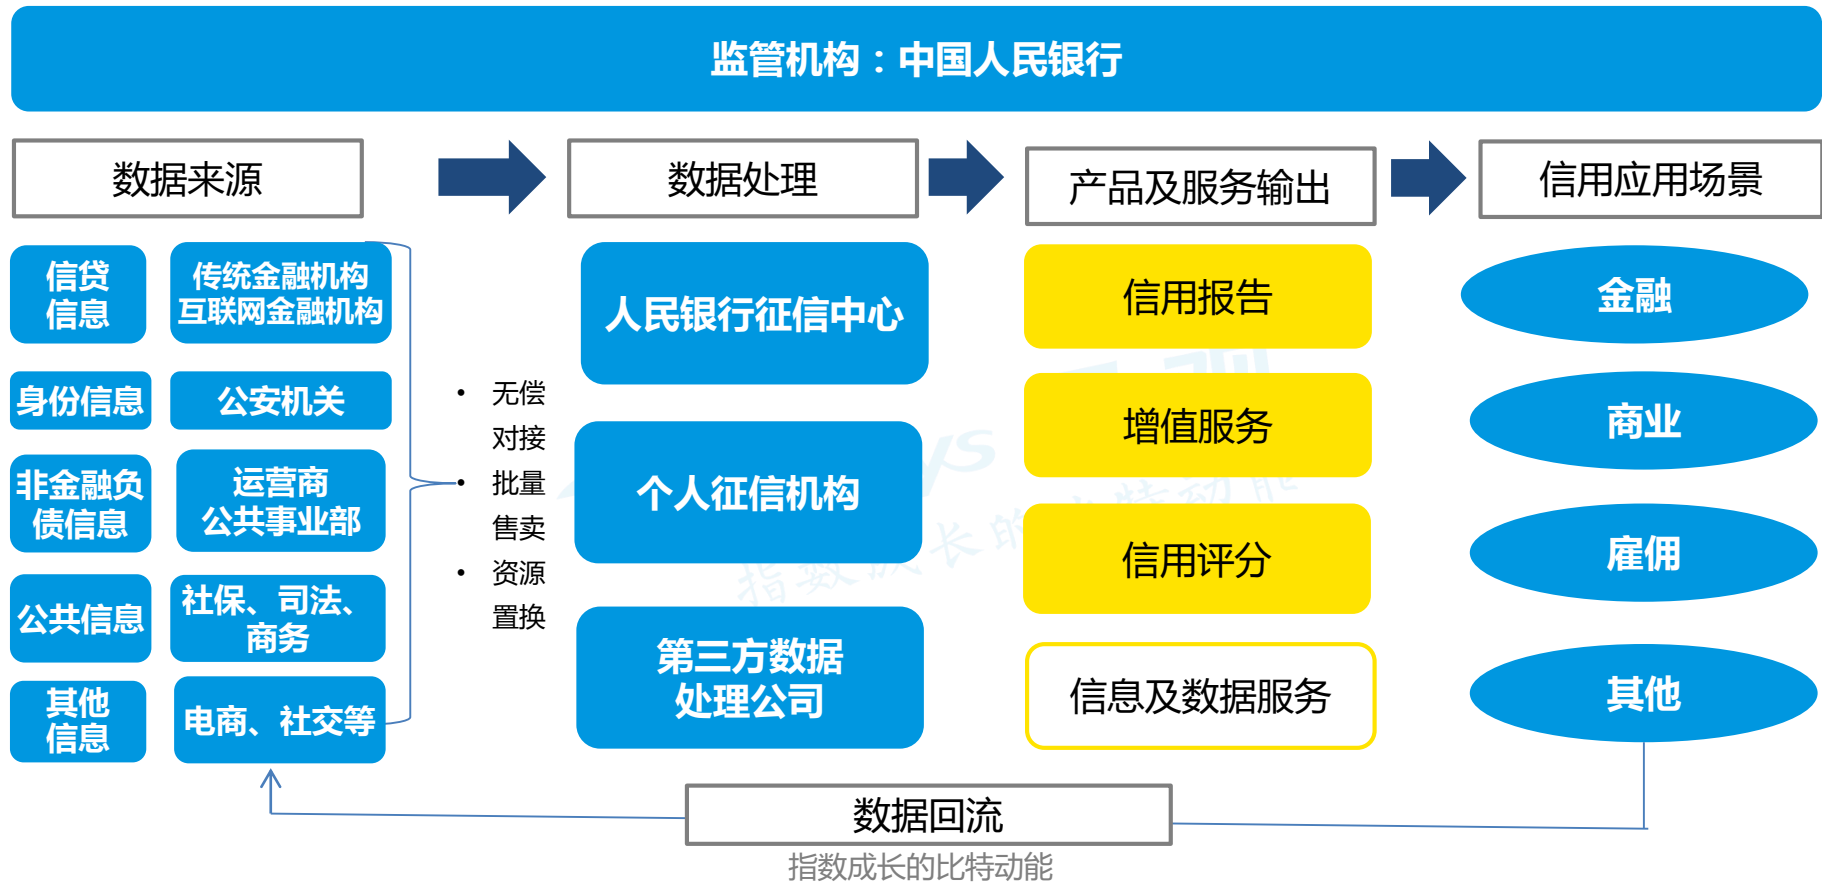 监管机构：中国人民银行
数据来源
数据处理
产品及服务输出
信用应用场景
信贷
信息
传统金融机构
互联网金融机构
身份信息
公安机关
非金融负
债信息
运营商
公共事业部
公共信息
社保、司法、
商务
其他
信息
电商、社交等
• 无偿
对接
• 批量
售卖
• 资源
置换
人民银行征信中心
个人征信机构
第三方数据
处理公司
信用报告
增值服务
信用评分
信息及数据服务
金融
商业
雇佣
其他
数据回流
指数成长的比特动能